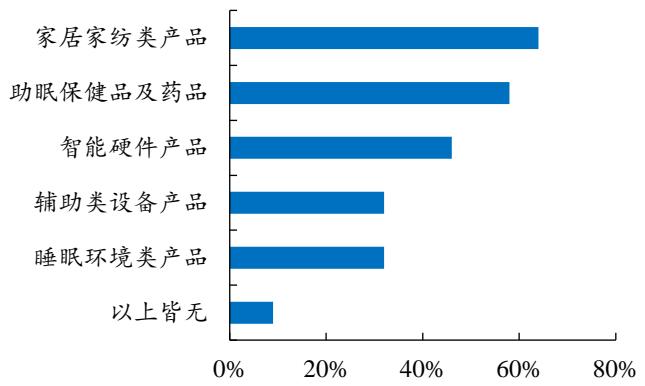 家居家纺类产品
助眠保健品及药品
智能硬件产品
辅助类设备产品
睡眠环境类产品
以上皆无
0% 20% 40% 60% 80%